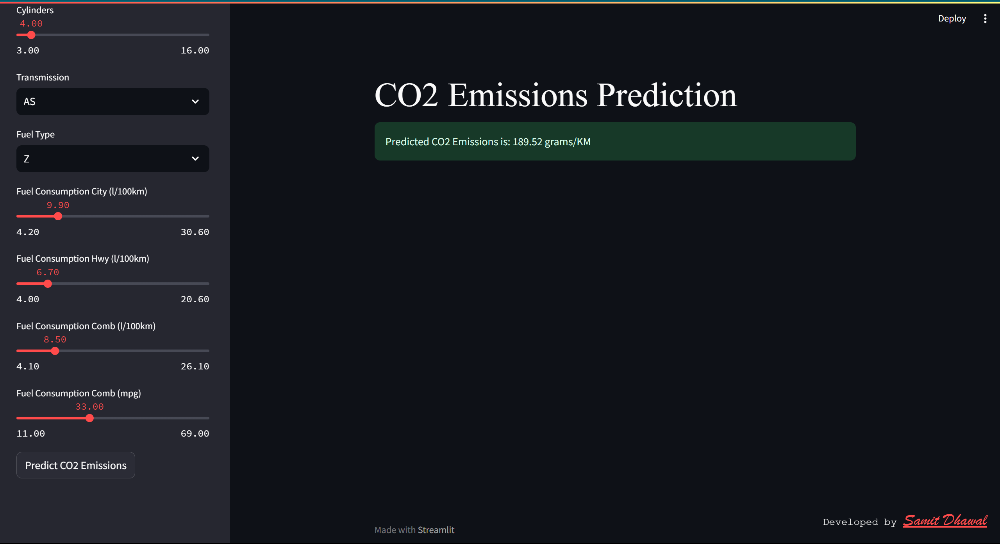 Cylinders
4.00
3.00 16.00
Transmission
AS
Fuel Type
Z
Fuel Consumption City (l/100km)
9.90
4.20 30.60
Fuel Consumption Hwy (l/100km)
6.70
4.00 20.60
Fuel Consumption Comb (l/100km)
8.50
4.10 26.10
Fuel Consumption Comb (mpg)
33.00
11.00 69.00
Predict CO2 Emissions
Deploy
CO2 Emissions Prediction
Predicted CO2 Emissions is: 189.52 grams/KM
Made with Streamlit
Developed by Samit Dhawal